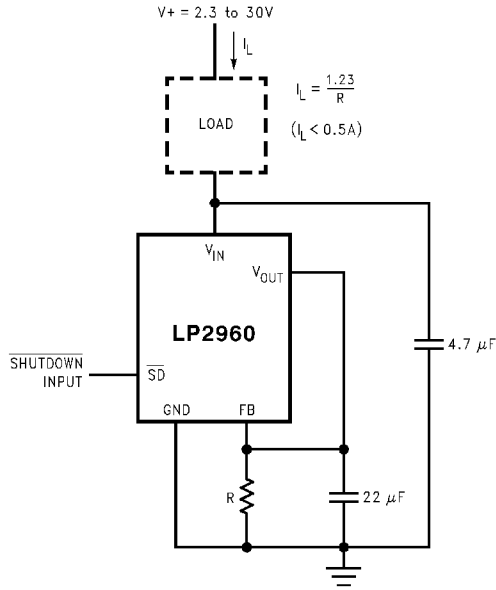 V+ = 2.3 to 30V
I_L
LOAD
I_L = 1.23/R
(I_L < 0.5A)
V_IN
V_OUT
LP2960
4.7 μF
SHUTDOWN
INPUT
SD
GND FB
R
22 μF